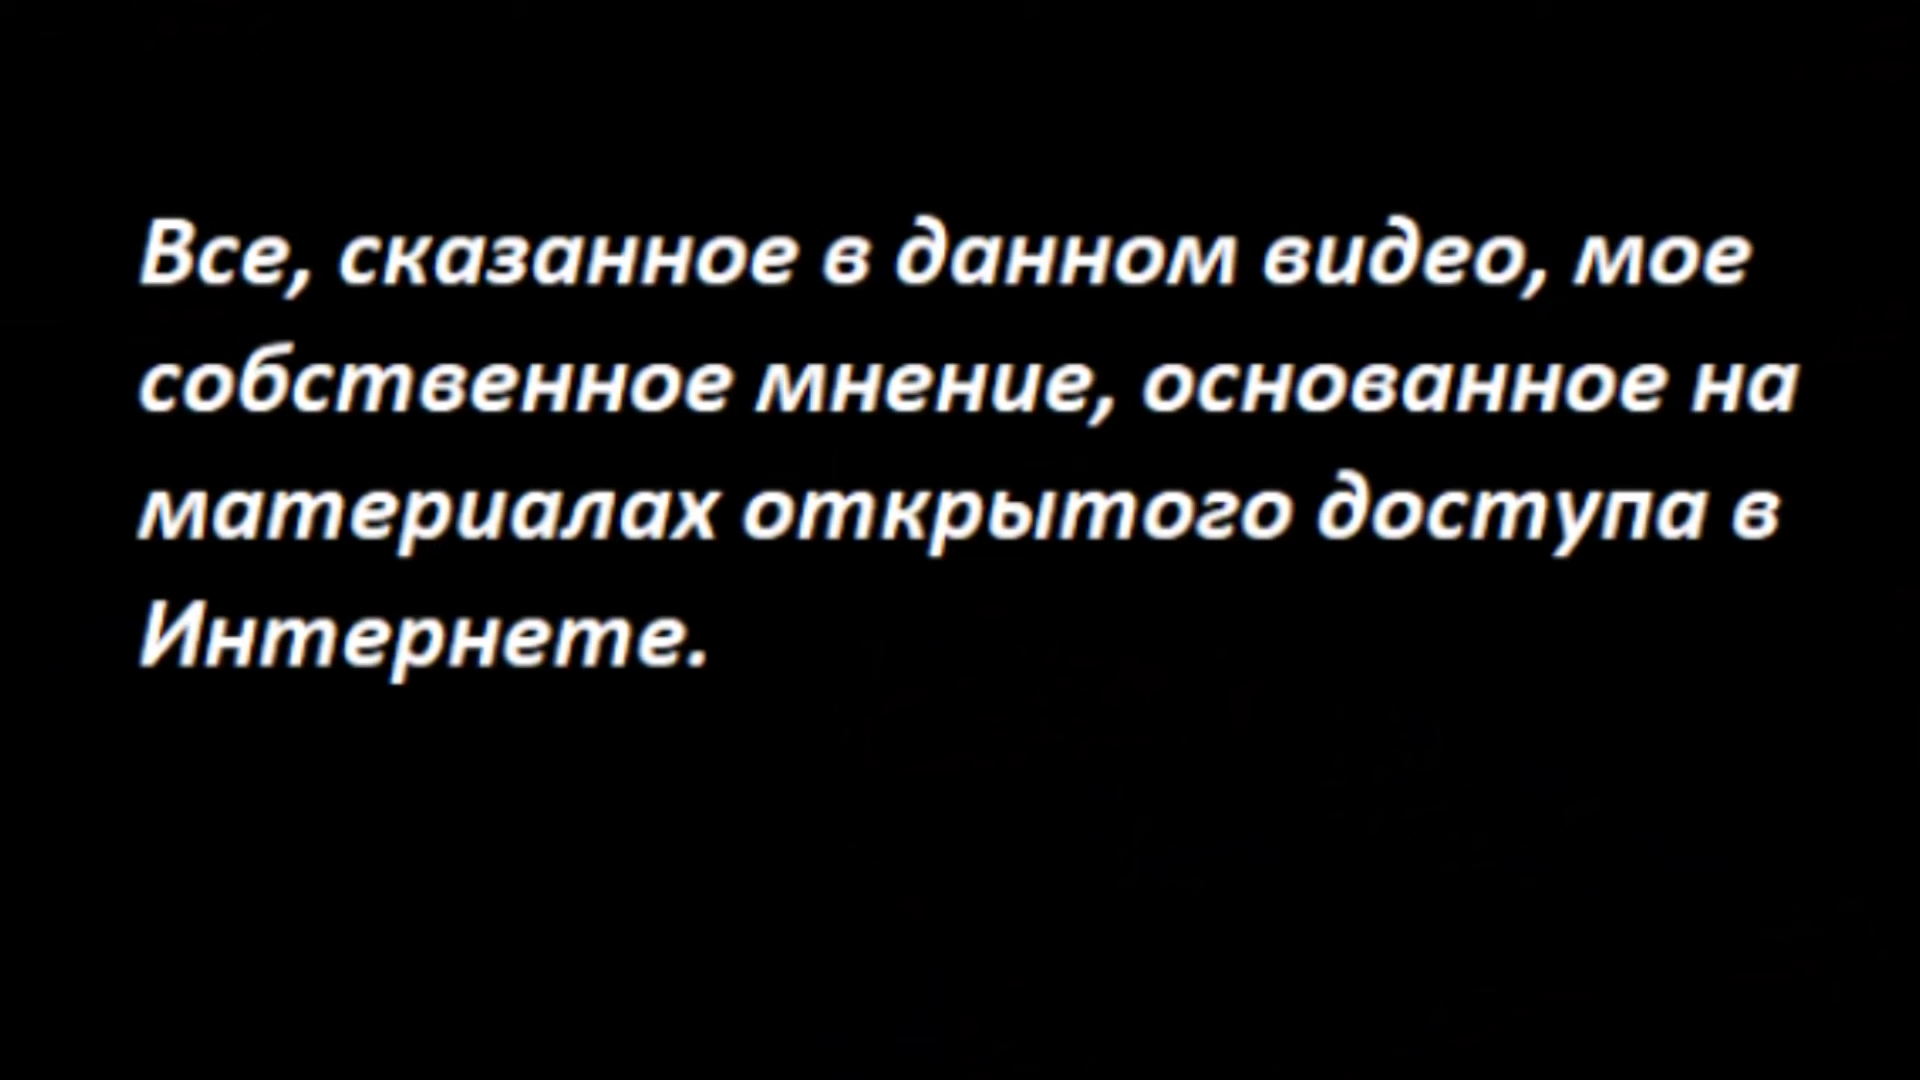 Все, сказанное в данном видео, мое
собственное мнение, основанное на
материалах открытого доступа в
Интернете.